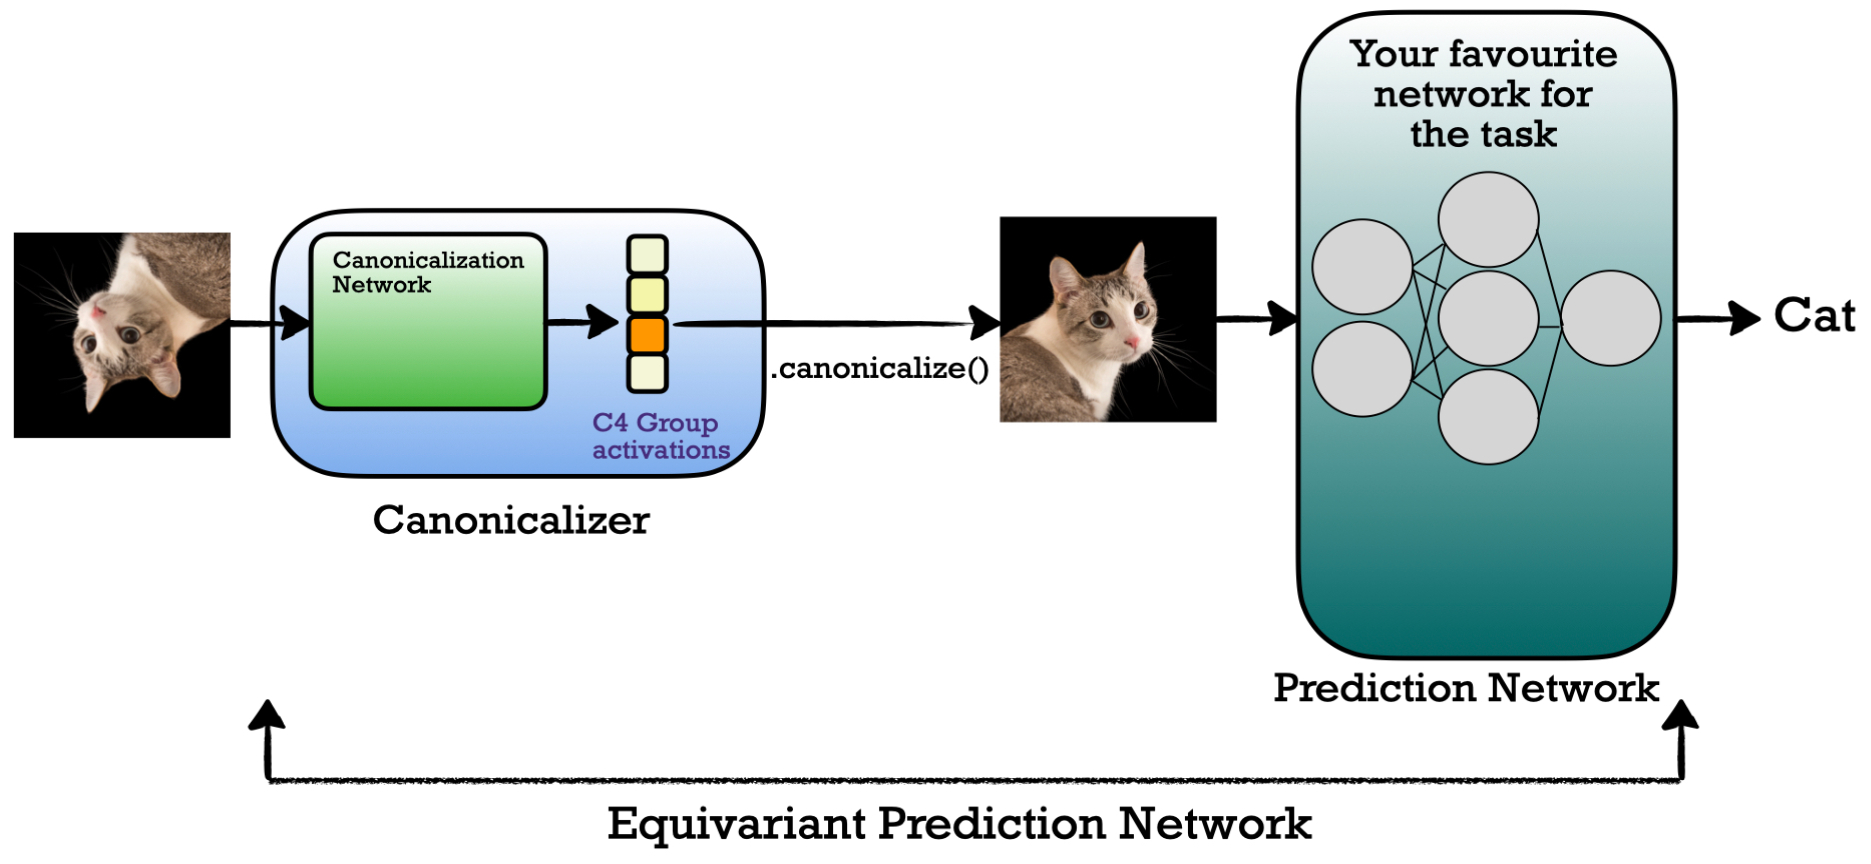 Your favourite
network for
the task
Canonicalization
Network
C4 Group
activations
.canonicalize()
Cat
Canonicalizer
Prediction Network
Equivariant Prediction Network